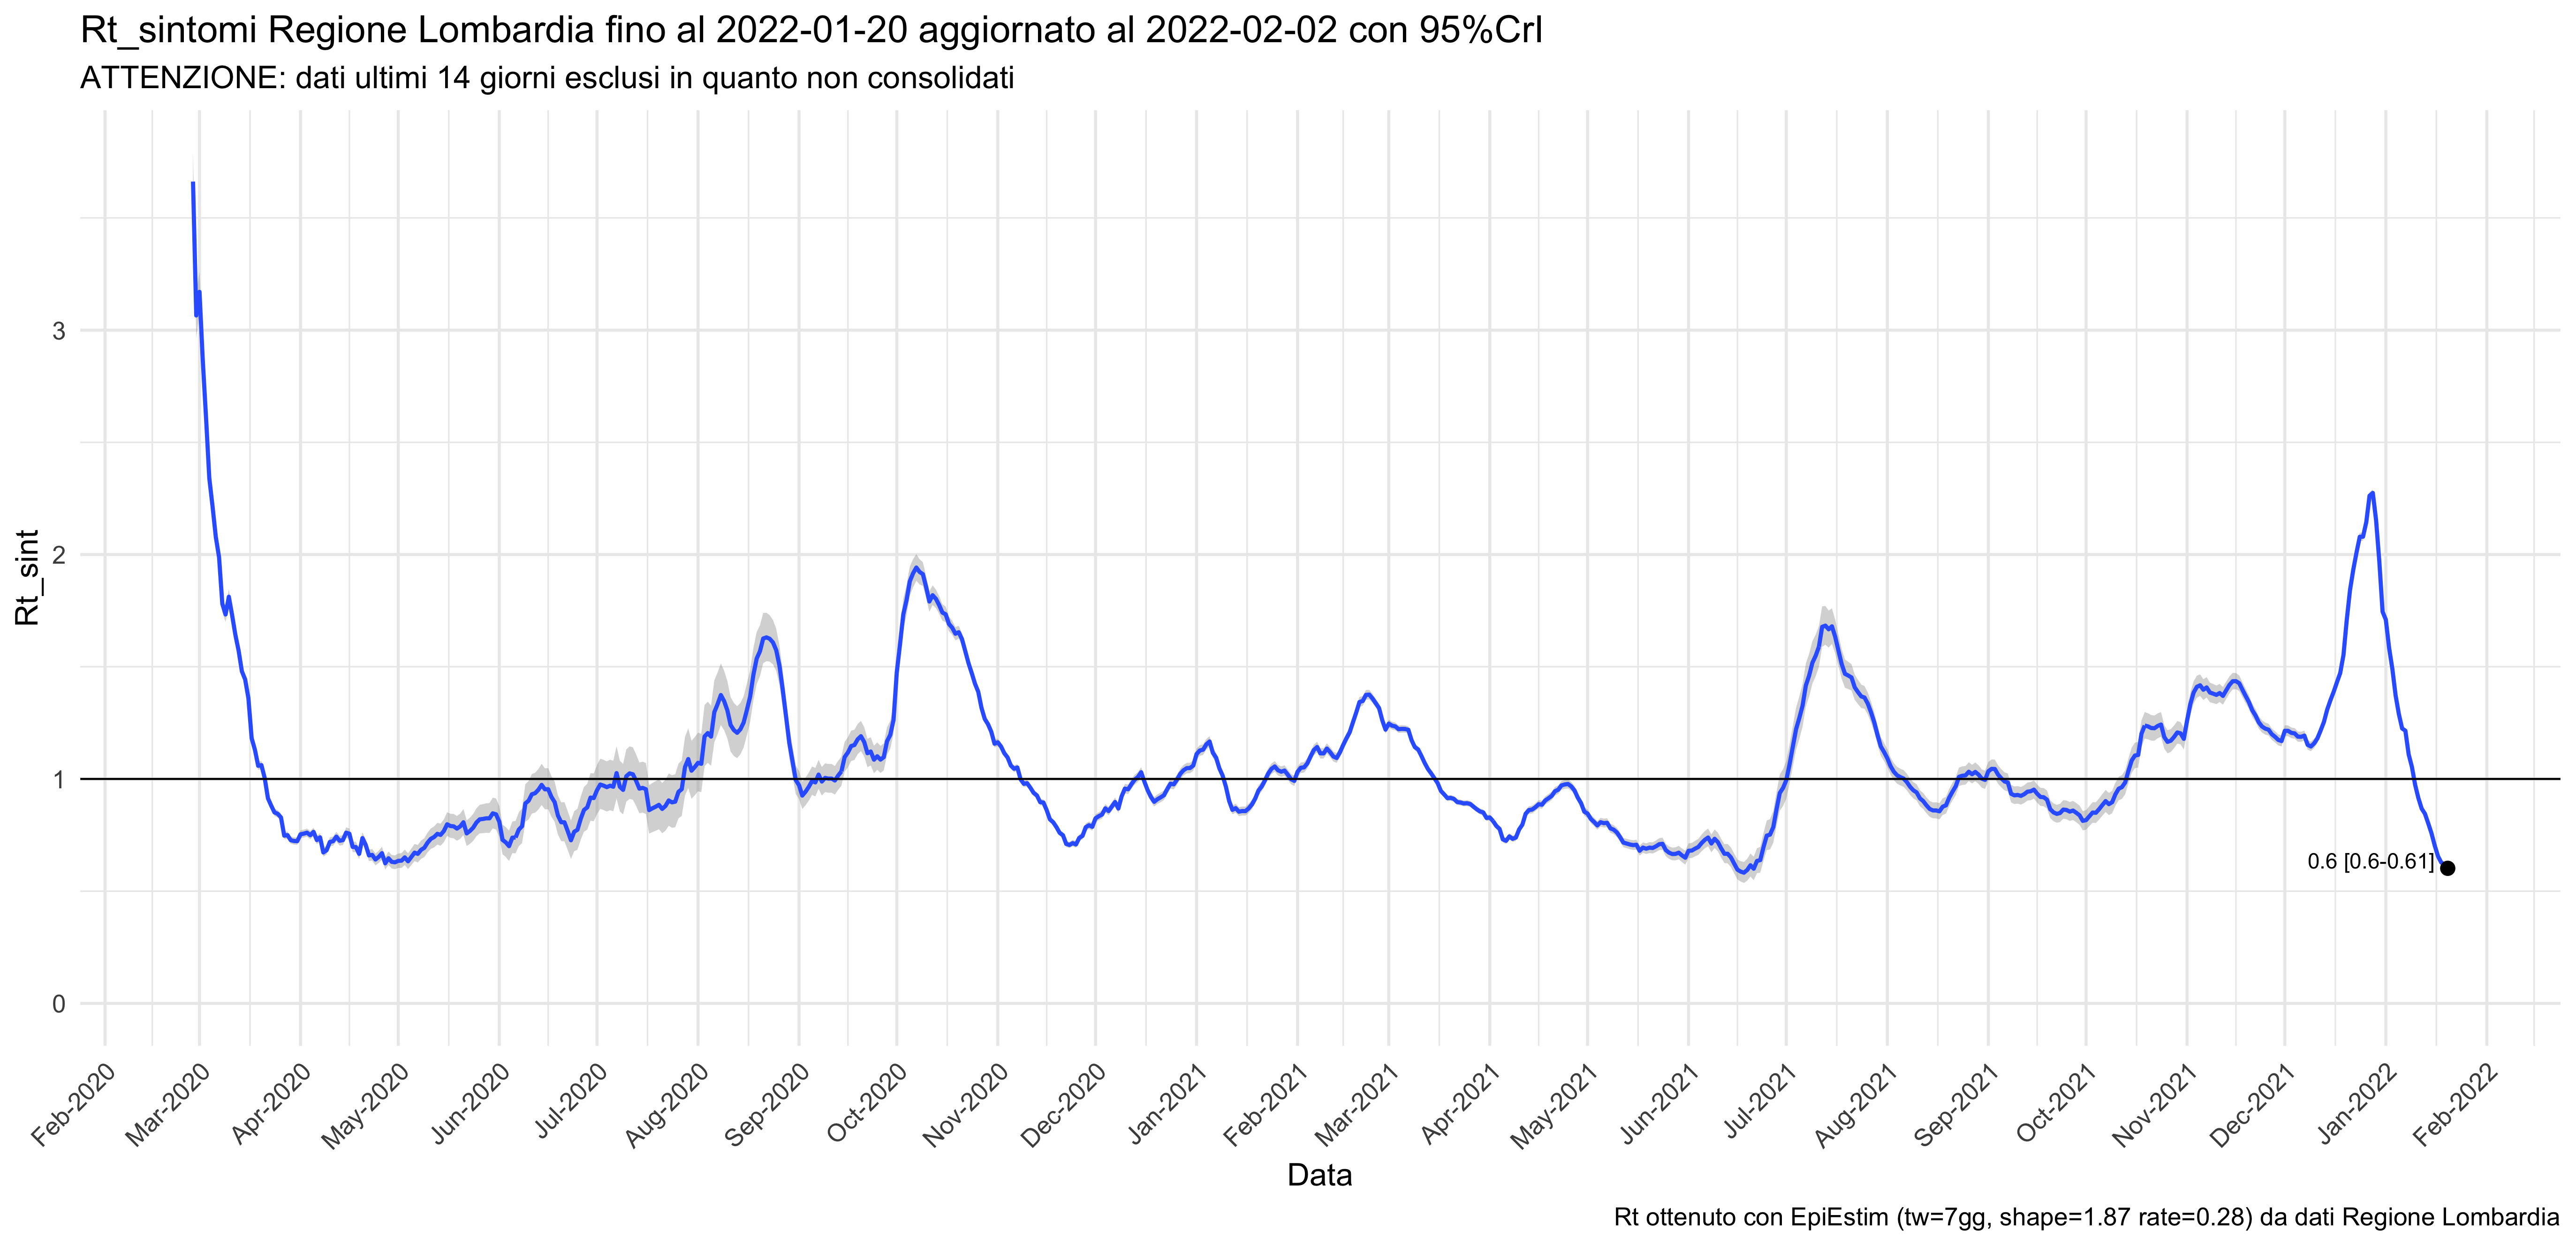 Rt_sintomi Regione Lombardia fino al 2022-01-20 aggiornato al 2022-02-02 con 95%CrI
ATTENZIONE: dati ultimi 14 giorni esclusi in quanto non consolidati
Rt_sint
3
2
1
0
0.6 [0.6-0.61]
Feb-2020
Mar-2020
Apr-2020
May-2020
Jun-2020
Jul-2020
Aug-2020
Sep-2020
Oct-2020
Nov-2020
Dec-2020
Jan-2021
Feb-2021
Mar-2021
Apr-2021
May-2021
Jun-2021
Jul-2021
Aug-2021
Sep-2021
Oct-2021
Nov-2021
Dec-2021
Jan-2022
Feb-2022
Data
Rt ottenuto con EpiEstim (tw=7gg, shape=1.87 rate=0.28) da dati Regione Lombardia